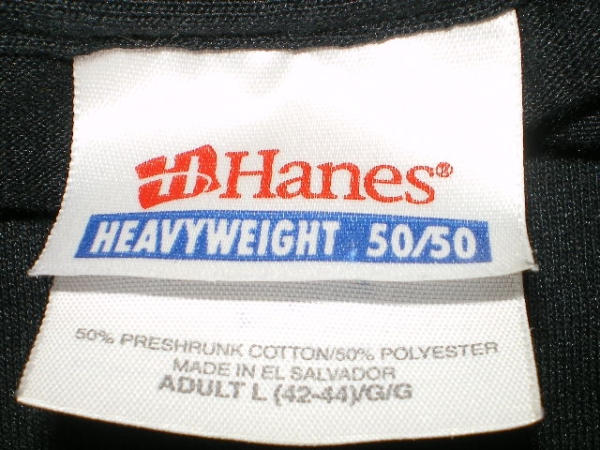 Hanes®
HEAVYWEIGHT 50/50
50% PRESHRUNK COTTON/50% POLYESTER
MADE IN EL SALVADOR
ADULT L (42-44)/G/G